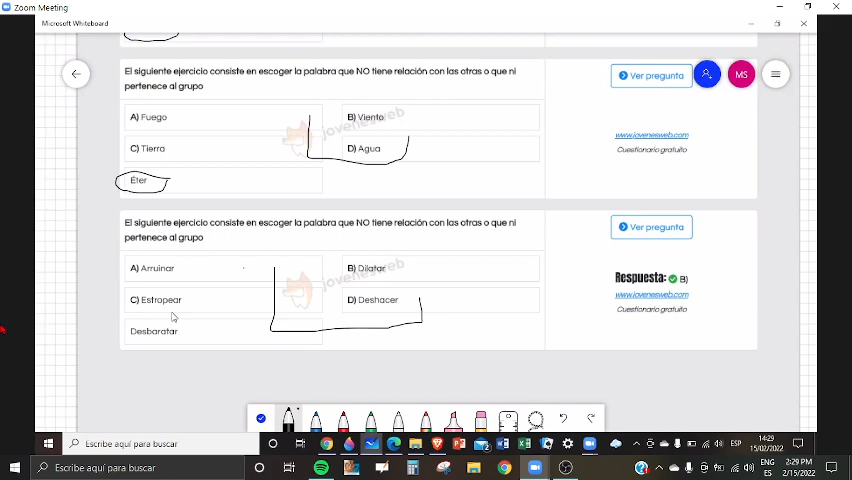 Zoom Meeting
Microsoft Whiteboard
El siguiente ejercicio consiste en escoger la palabra que NO tiene relación con las otras o que ni
pertenece al grupo
Ver pregunta
MS
A) Fuego
B) Viento
jovenesweb
www.jovenesweb.com
C) Tierra
D) Agua
Cuestionario gratuito
Éter
El siguiente ejercicio consiste en escoger la palabra que NO tiene relación con las otras o que ni
pertenece al grupo
Ver pregunta
A) Arruinar
B) Dilatar
jovenesweb
Respuesta: B)
C) Estropear
D) Deshacer
www.jovenesweb.com
Cuestionario gratuito
Desbaratar
Escribe aquí para buscar
ESP
14:29
15/02/2022
Escribe aquí para buscar
ENG
ES
2:29 PM
2/15/2022